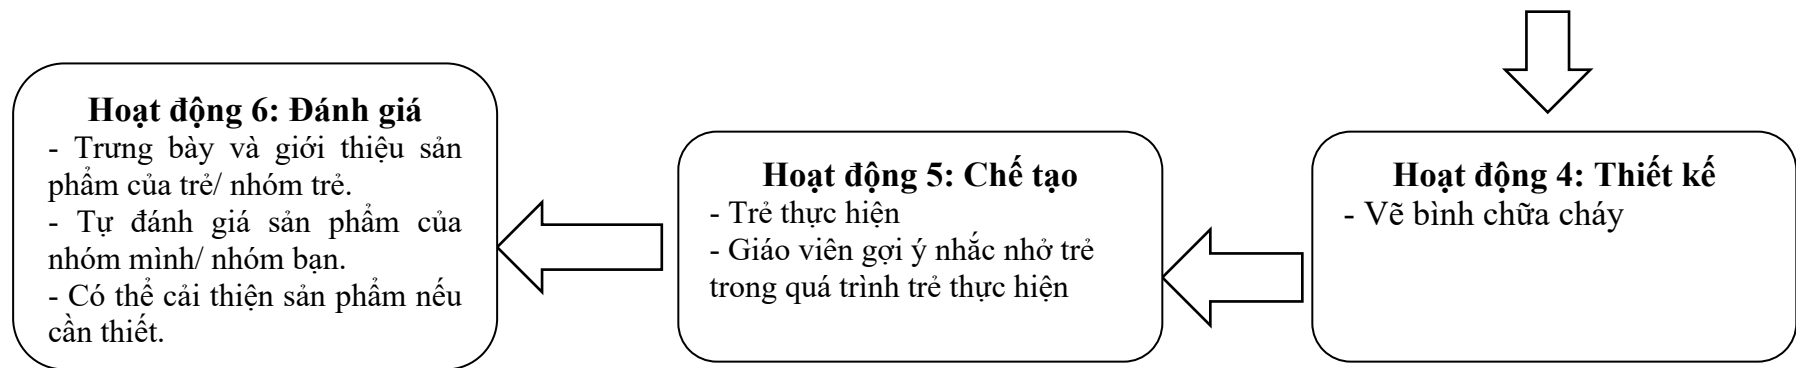 Hoạt động 6: Đánh giá
- Trưng bày và giới thiệu sản
phẩm của trẻ/ nhóm trẻ.
- Tự đánh giá sản phẩm của
nhóm mình/ nhóm bạn.
- Có thể cải thiện sản phẩm nếu
cần thiết.
Hoạt động 5: Chế tạo
- Trẻ thực hiện
- Giáo viên gợi ý nhắc nhở trẻ
trong quá trình trẻ thực hiện
Hoạt động 4: Thiết kế
- Vẽ bình chữa cháy